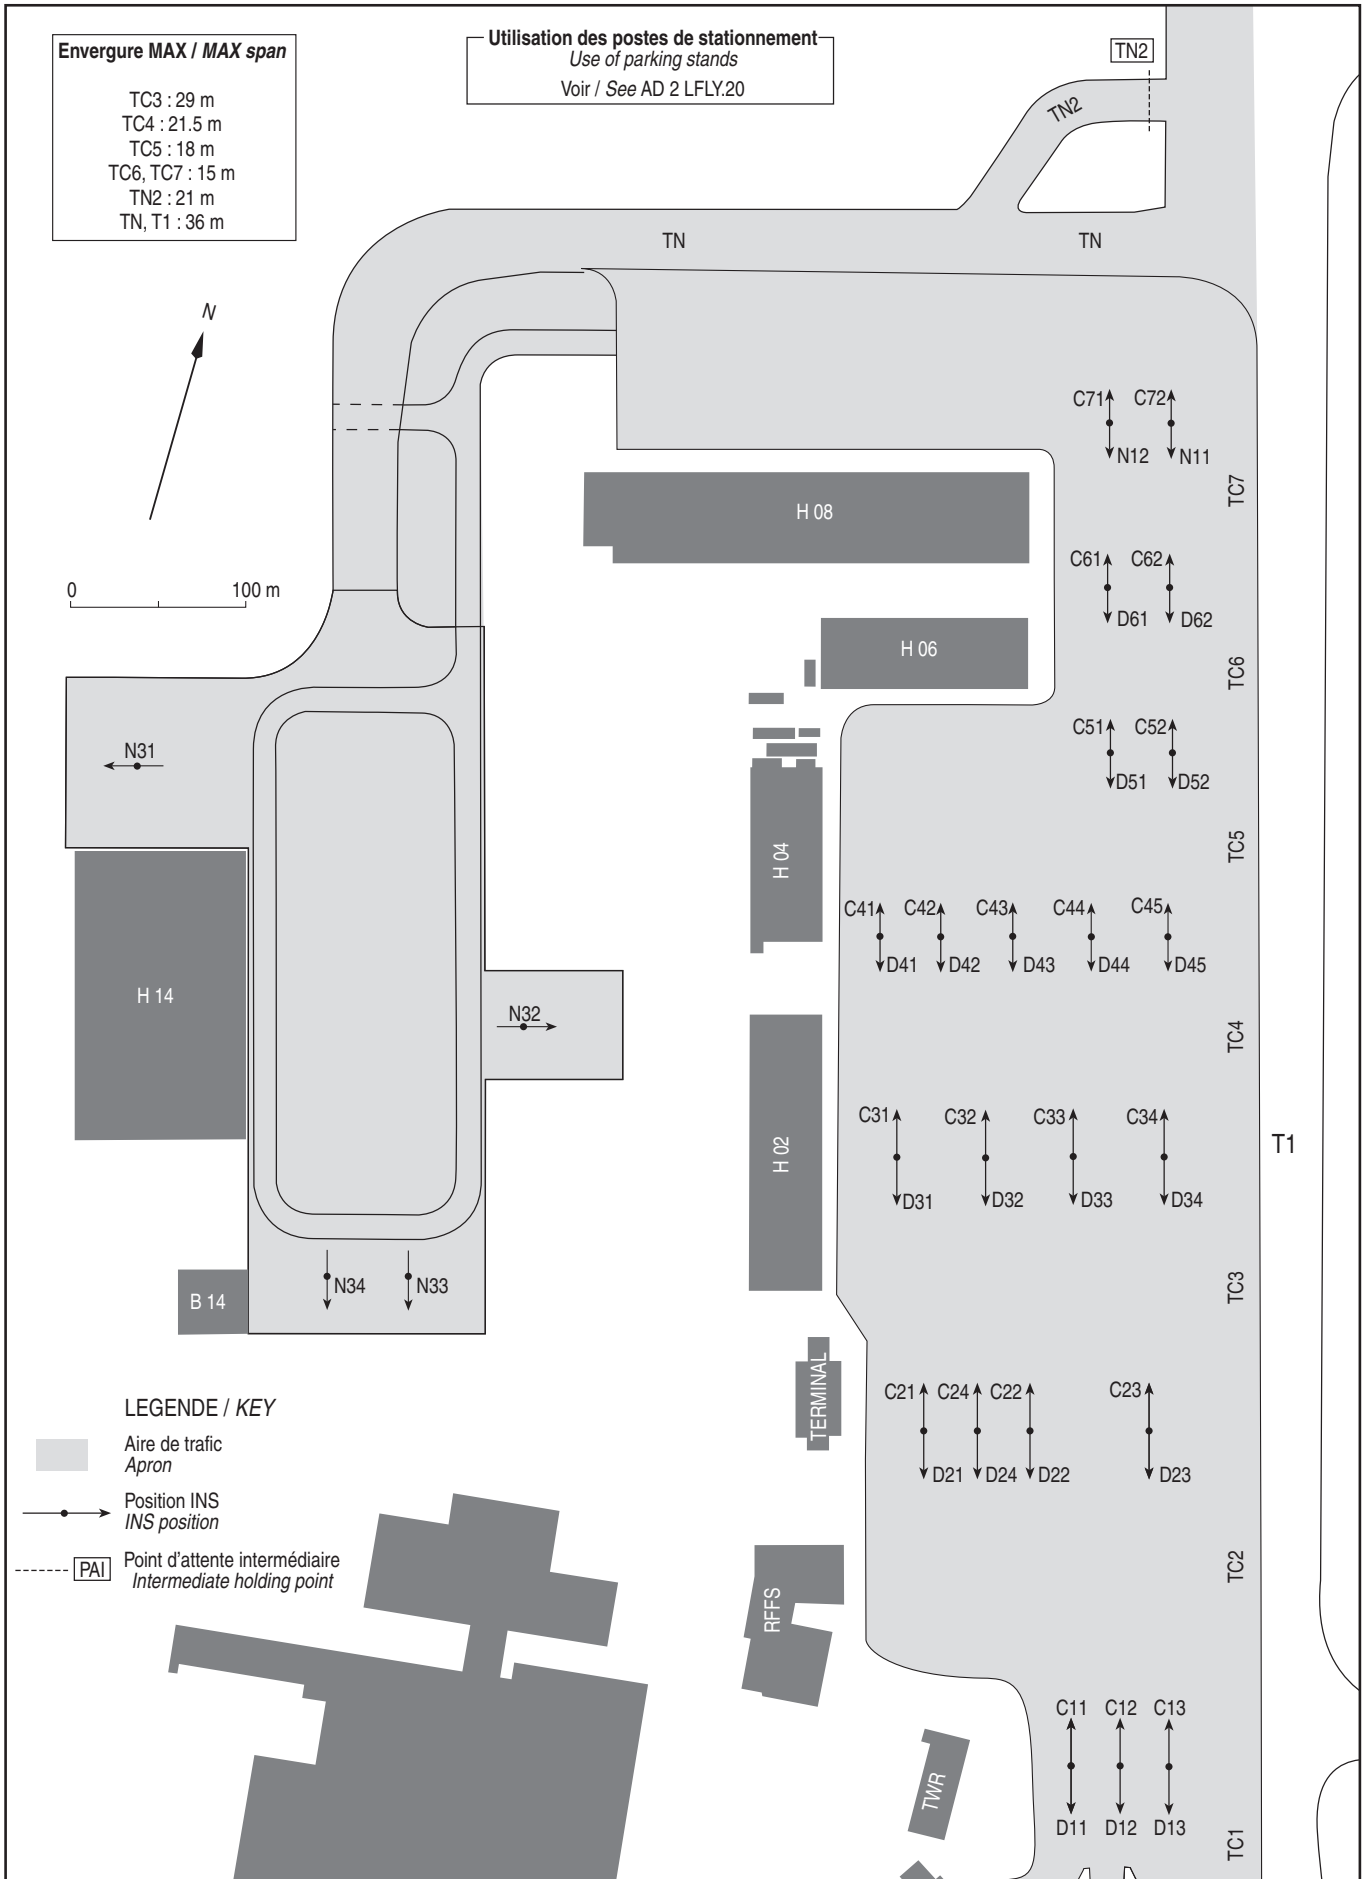 Envergure MAX / MAX span
TC3 : 29 m
TC4 : 21.5 m
TC5 : 18 m
TC6, TC7 : 15 m
TN2 : 21 m
TN, T1 : 36 m
Utilisation des postes de stationnement
Use of parking stands
Voir / See AD 2 LFLY.20
TN2
TN2
TN
TN
N
0
100 m
C71
C72
N12
N11
TC7
H 08
C61
C62
D61
D62
H 06
TC6
C51
C52
D51
D52
N31
TC5
H 04
C41
C42
C43
C44
C45
D41
D42
D43
D44
D45
H 14
N32
TC4
C31
C32
C33
C34
H 02
T1
D31
D32
D33
D34
N34
N33
B 14
TC3
TERMINAL
C21
C24
C22
C23
D21
D24
D22
D23
LEGENDE / KEY
Aire de trafic
Apron
Position INS
INS position
PAI
Point d'attente intermédiaire
Intermediate holding point
TC2
RFFS
C11
C12
C13
TWR
D11
D12
D13
TC1